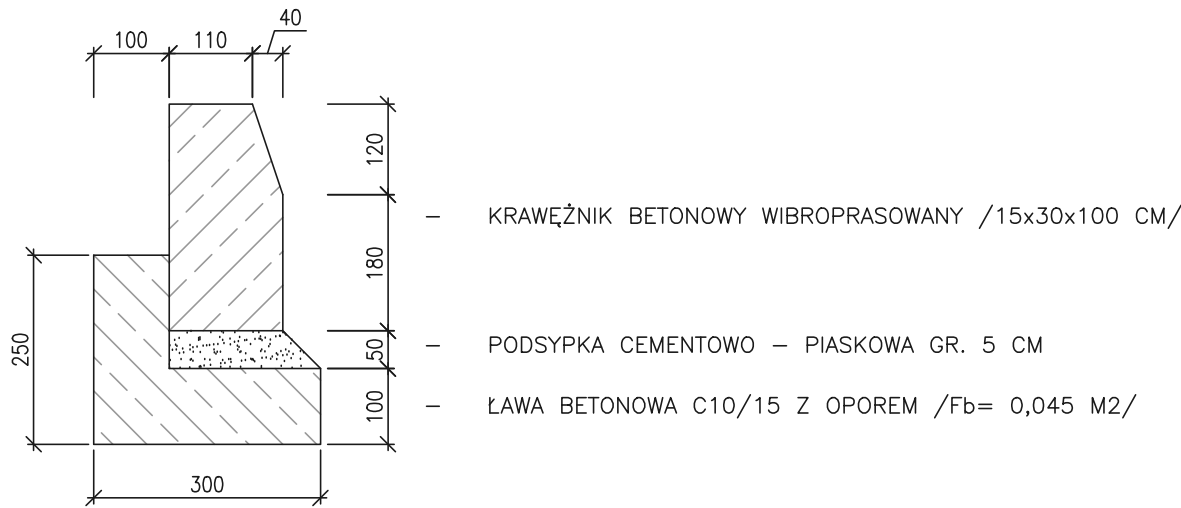 40
100 110
120
– KRAWĘŻNIK BETONOWY WIBROPRASOWANY /15x30x100 CM/
180
250
50
– PODSYPKA CEMENTOWO – PIASKOWA GR. 5 CM
100
– ŁAWA BETONOWA C10/15 Z OPOREM /Fb= 0,045 M2/
300